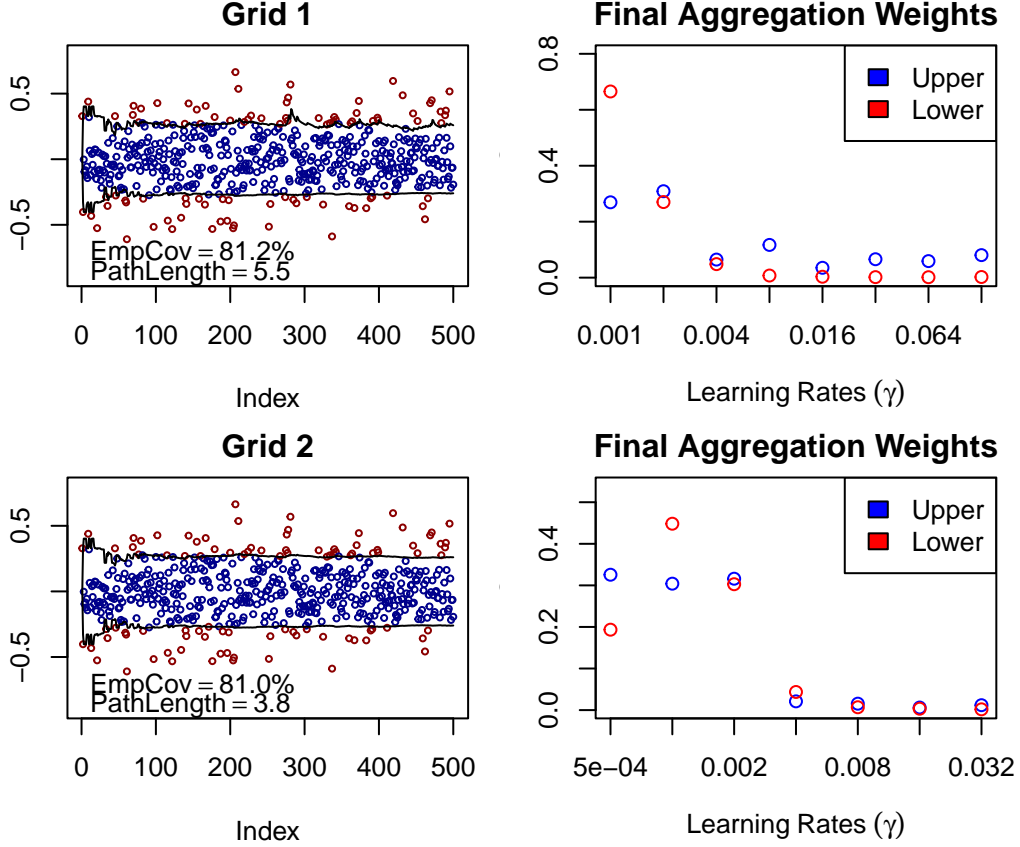 Grid 1
0.5
−0.5
EmpCov = 81.2%
PathLength = 5.5
0 100 200 300 400 500
Index
Final Aggregation Weights
0.8
0.4
0.0
Upper
Lower
0.001 0.004 0.016 0.064
Learning Rates (γ)
Grid 2
0.5
−0.5
EmpCov = 81.0%
PathLength = 3.8
0 100 200 300 400 500
Index
Final Aggregation Weights
0.4
0.2
0.0
Upper
Lower
5e−04 0.002 0.008 0.032
Learning Rates (γ)